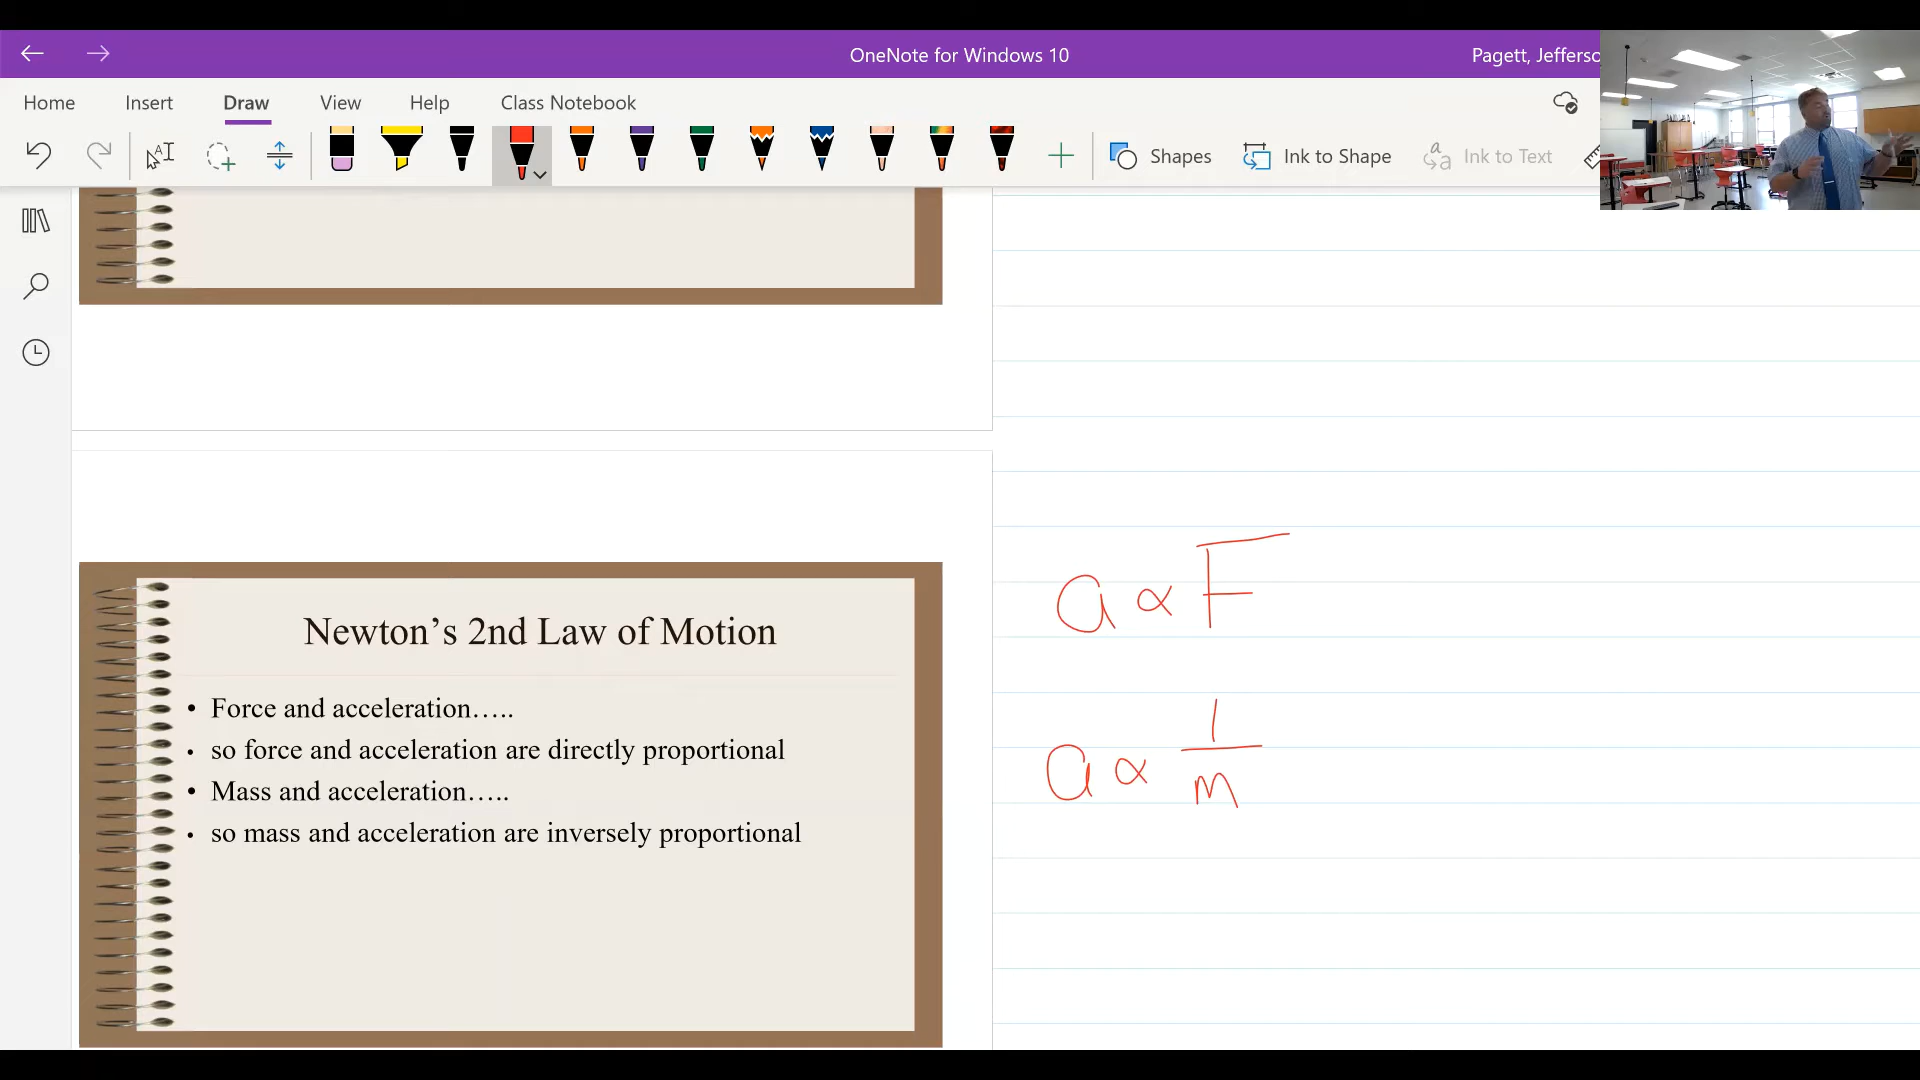 OneNote for Windows 10
Pagett, Jefferso
Home Insert Draw View Help Class Notebook
Shapes Ink to Shape Ink to Text
Newton’s 2nd Law of Motion
• Force and acceleration…..
• so force and acceleration are directly proportional
• Mass and acceleration…..
• so mass and acceleration are inversely proportional
a ∝ F
a ∝ 1/m